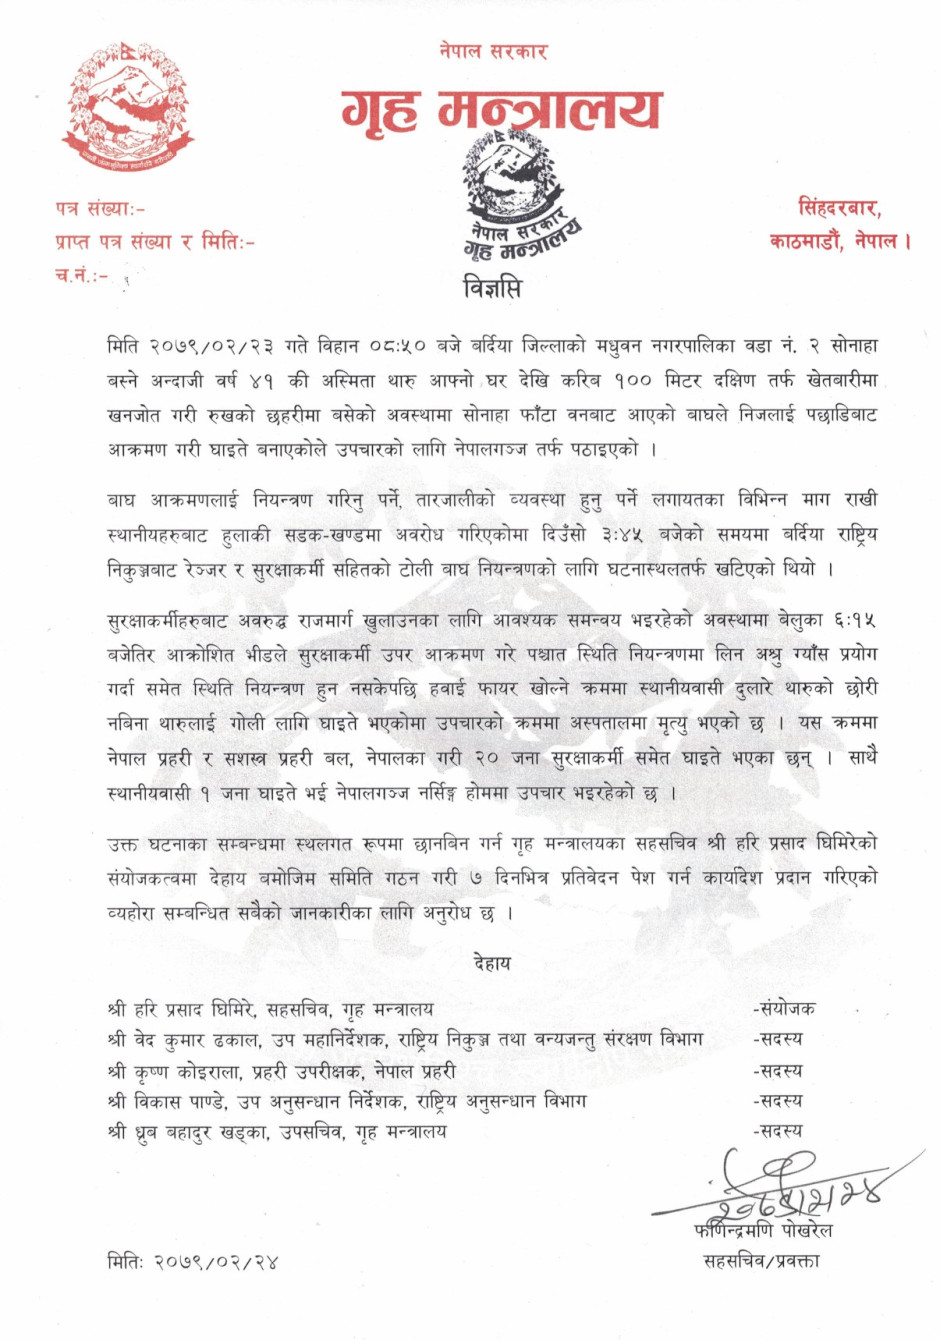 नेपाल सरकार
गृह मन्त्रालय
नेपाल सरकार
गृह मन्त्रालय
पत्र संख्याः-
प्राप्त पत्र संख्या र मितिः-
च.नं.:-
सिंहदरबार,
काठमाडौं, नेपाल ।
विज्ञप्ति
मिति २०७९/०२/२३ गते विहान ०८:५० बजे बर्दिया जिल्लाको मधुवन नगरपालिका वडा नं. २ सोनाहा
बस्ने अन्दाजी वर्ष ४१ की अस्मिता थारु आफ्नो घर देखि करिब १०० मिटर दक्षिण तर्फ खेतबारीमा
खनजोत गरी रुखको छहरीमा बसेको अवस्थामा सोनाहा फाँटा वनबाट आएको बाघले निजलाई पछाडिबाट
आक्रमण गरी घाइते बनाएकोले उपचारको लागि नेपालगञ्ज तर्फ पठाइएको ।
बाघ आक्रमणलाई नियन्त्रण गरिनु पर्ने, तारजालीको व्यवस्था हुनु पर्ने लगायतका विभिन्न माग राखी
स्थानीयहरुबाट हुलाकी सडक-खण्डमा अवरोध गरिएकोमा दिउँसो ३:४५ बजेको समयमा बर्दिया राष्ट्रिय
निकुञ्जबाट रेञ्जर र सुरक्षाकर्मी सहितको टोली बाघ नियन्त्रणको लागि घटनास्थलतर्फ खटिएको थियो ।
सुरक्षाकर्मीहरुबाट अवरुद्ध राजमार्ग खुलाउनका लागि आवश्यक समन्वय भइरहेको अवस्थामा बेलुका ६:१५
बजेतिर आक्रोशित भीडले सुरक्षाकर्मी उपर आक्रमण गरे पश्चात स्थिति नियन्त्रणमा लिन अश्रु ग्याँस प्रयोग
गर्दा समेत स्थिति नियन्त्रण हुन नसकेपछि हवाई फायर खोल्ने क्रममा स्थानीयवासी दुलारे थारुको छोरी
नबिना थारुलाई गोली लागि घाइते भएकोमा उपचारको क्रममा अस्पतालमा मृत्यु भएको छ । यस क्रममा
नेपाल प्रहरी र सशस्त्र प्रहरी बल, नेपालका गरी २० जना सुरक्षाकर्मी समेत घाइते भएका छन् । साथै
स्थानीयवासी १ जना घाइते भई नेपालगञ्ज नर्सिङ्ग होममा उपचार भइरहेको छ ।
उक्त घटनाका सम्बन्धमा स्थलगत रूपमा छानबिन गर्न गृह मन्त्रालयका सहसचिव श्री हरि प्रसाद घिमिरेको
संयोजकत्वमा देहाय बमोजिम समिति गठन गरी ७ दिनभित्र प्रतिवेदन पेश गर्न कार्यादेश प्रदान गरिएको
व्यहोरा सम्बन्धित सबैको जानकारीका लागि अनुरोध छ ।
देहाय
श्री हरि प्रसाद घिमिरे, सहसचिव, गृह मन्त्रालय -संयोजक
श्री वेद कुमार ढकाल, उप महानिर्देशक, राष्ट्रिय निकुञ्ज तथा वन्यजन्तु संरक्षण विभाग -सदस्य
श्री कृष्ण कोइराला, प्रहरी उपरीक्षक, नेपाल प्रहरी -सदस्य
श्री विकास पाण्डे, उप अनुसन्धान निर्देशक, राष्ट्रिय अनुसन्धान विभाग -सदस्य
श्री ध्रुब बहादुर खड्का, उपसचिव, गृह मन्त्रालय -सदस्य
फणिन्द्रमणि पोखरेल
सहसचिव/प्रवक्ता
मितिः २०७९/०२/२४